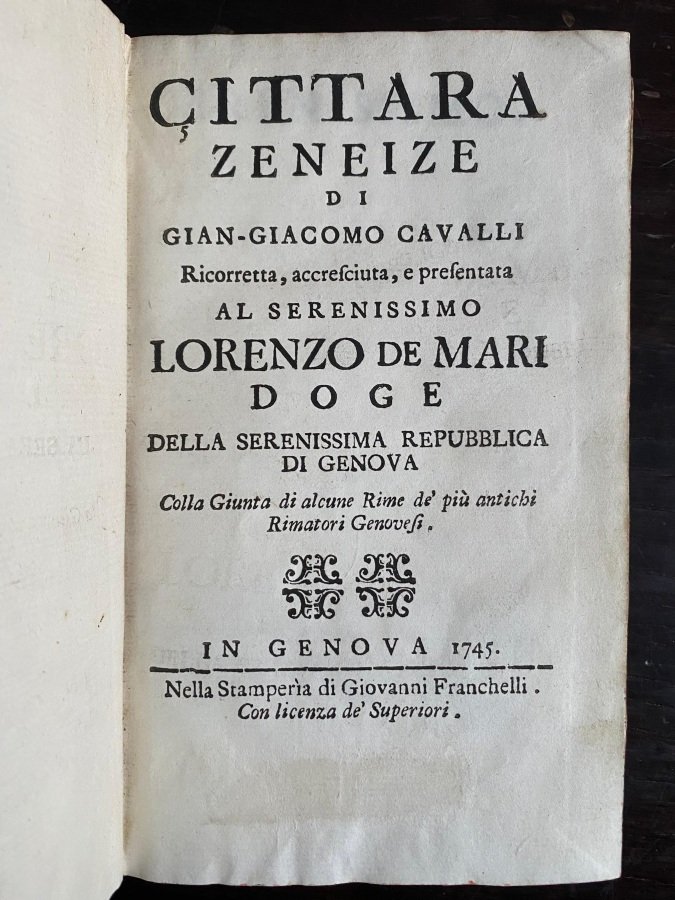 ÇITTARA
ZENEIZE
DI
GIAN-GIACOMO CAVALLI
Ricorretta, accreſciuta, e preſentata
AL SERENISSIMO
LORENZO DE MARI
DOGE
DELLA SERENISSIMA REPUBBLICA
DI GENOVA
Colla Giunta di alcune Rime de' più antichi
Rimatori Genoveſi.
IN GENOVA 1745.
Nella Stamperìa di Giovanni Franchelli.
Con licenza de' Superiori.